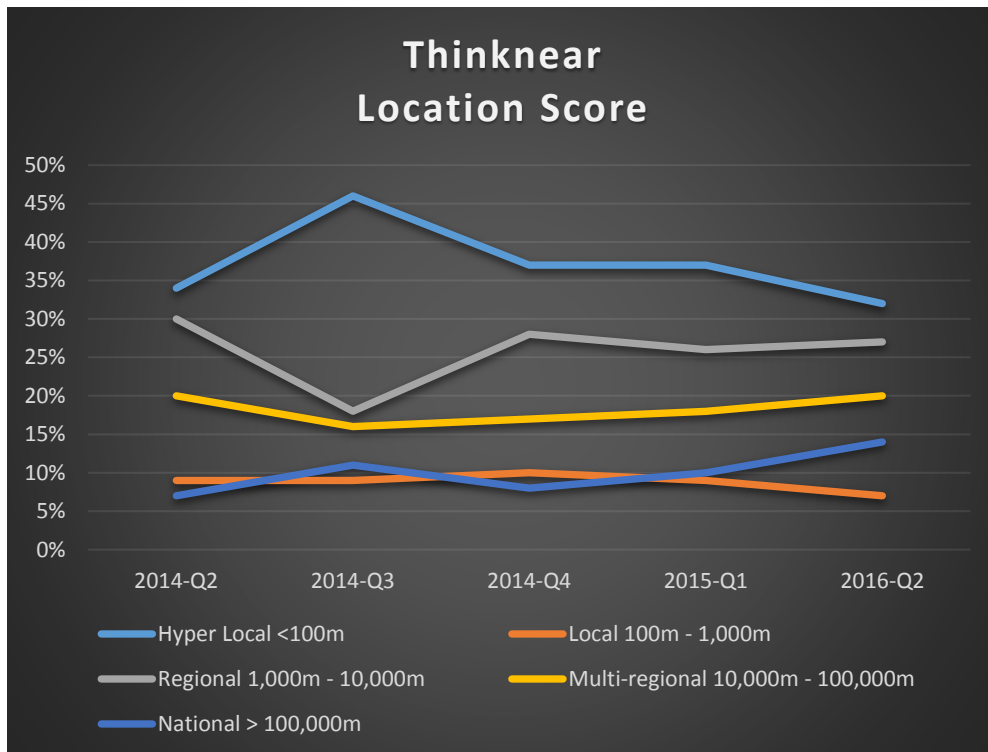 Thinknear
Location Score
50%
45%
40%
35%
30%
25%
20%
15%
10%
5%
0%
2014-Q2 2014-Q3 2014-Q4 2015-Q1 2016-Q2
Hyper Local <100m Local 100m - 1,000m
Regional 1,000m - 10,000m Multi-regional 10,000m - 100,000m
National > 100,000m